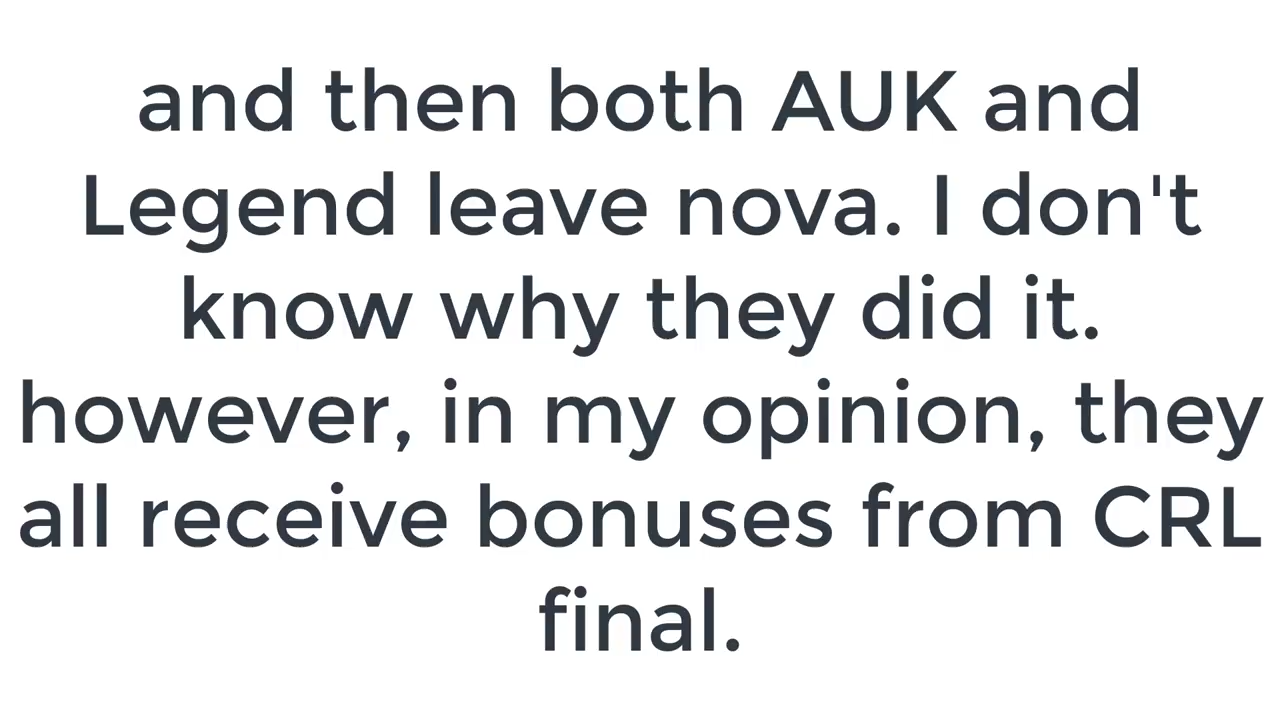 and then both AUK and
Legend leave nova. I don't
know why they did it.
however, in my opinion, they
all receive bonuses from CRL
final.